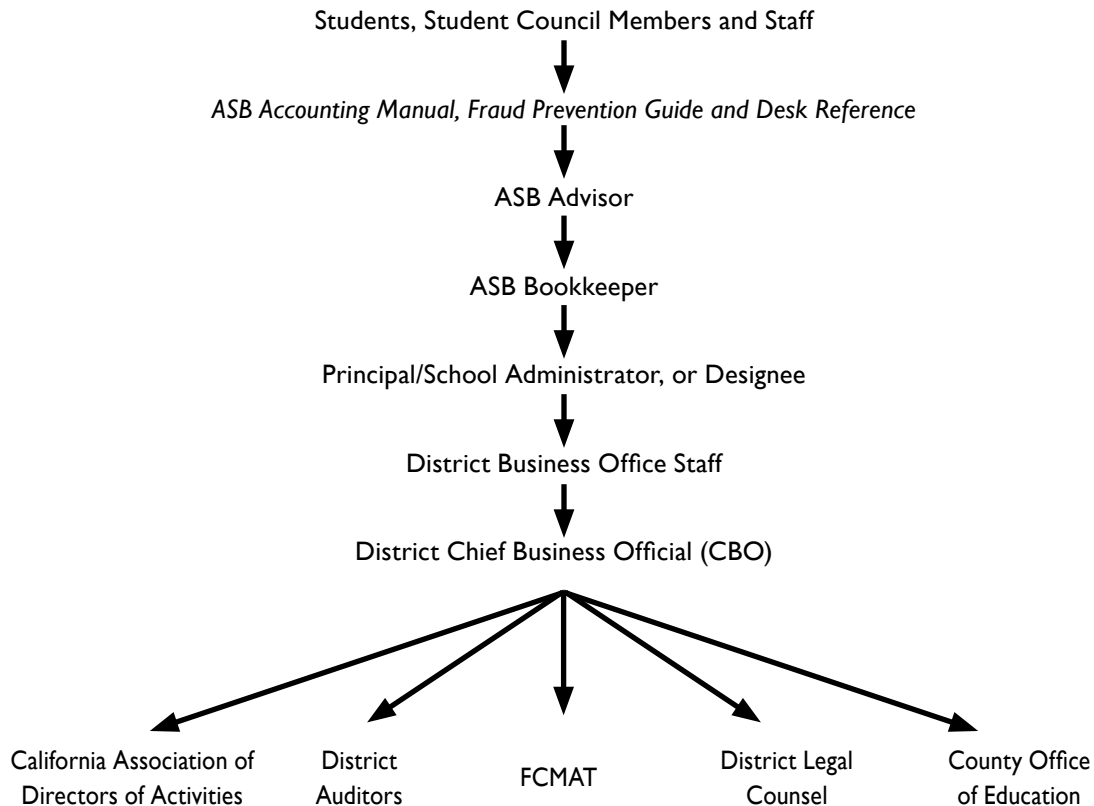 Students, Student Council Members and Staff
ASB Accounting Manual, Fraud Prevention Guide and Desk Reference
ASB Advisor
ASB Bookkeeper
Principal/School Administrator, or Designee
District Business Office Staff
District Chief Business Official (CBO)
California Association of
Directors of Activities
District
Auditors
FCMAT
District Legal
Counsel
County Office
of Education